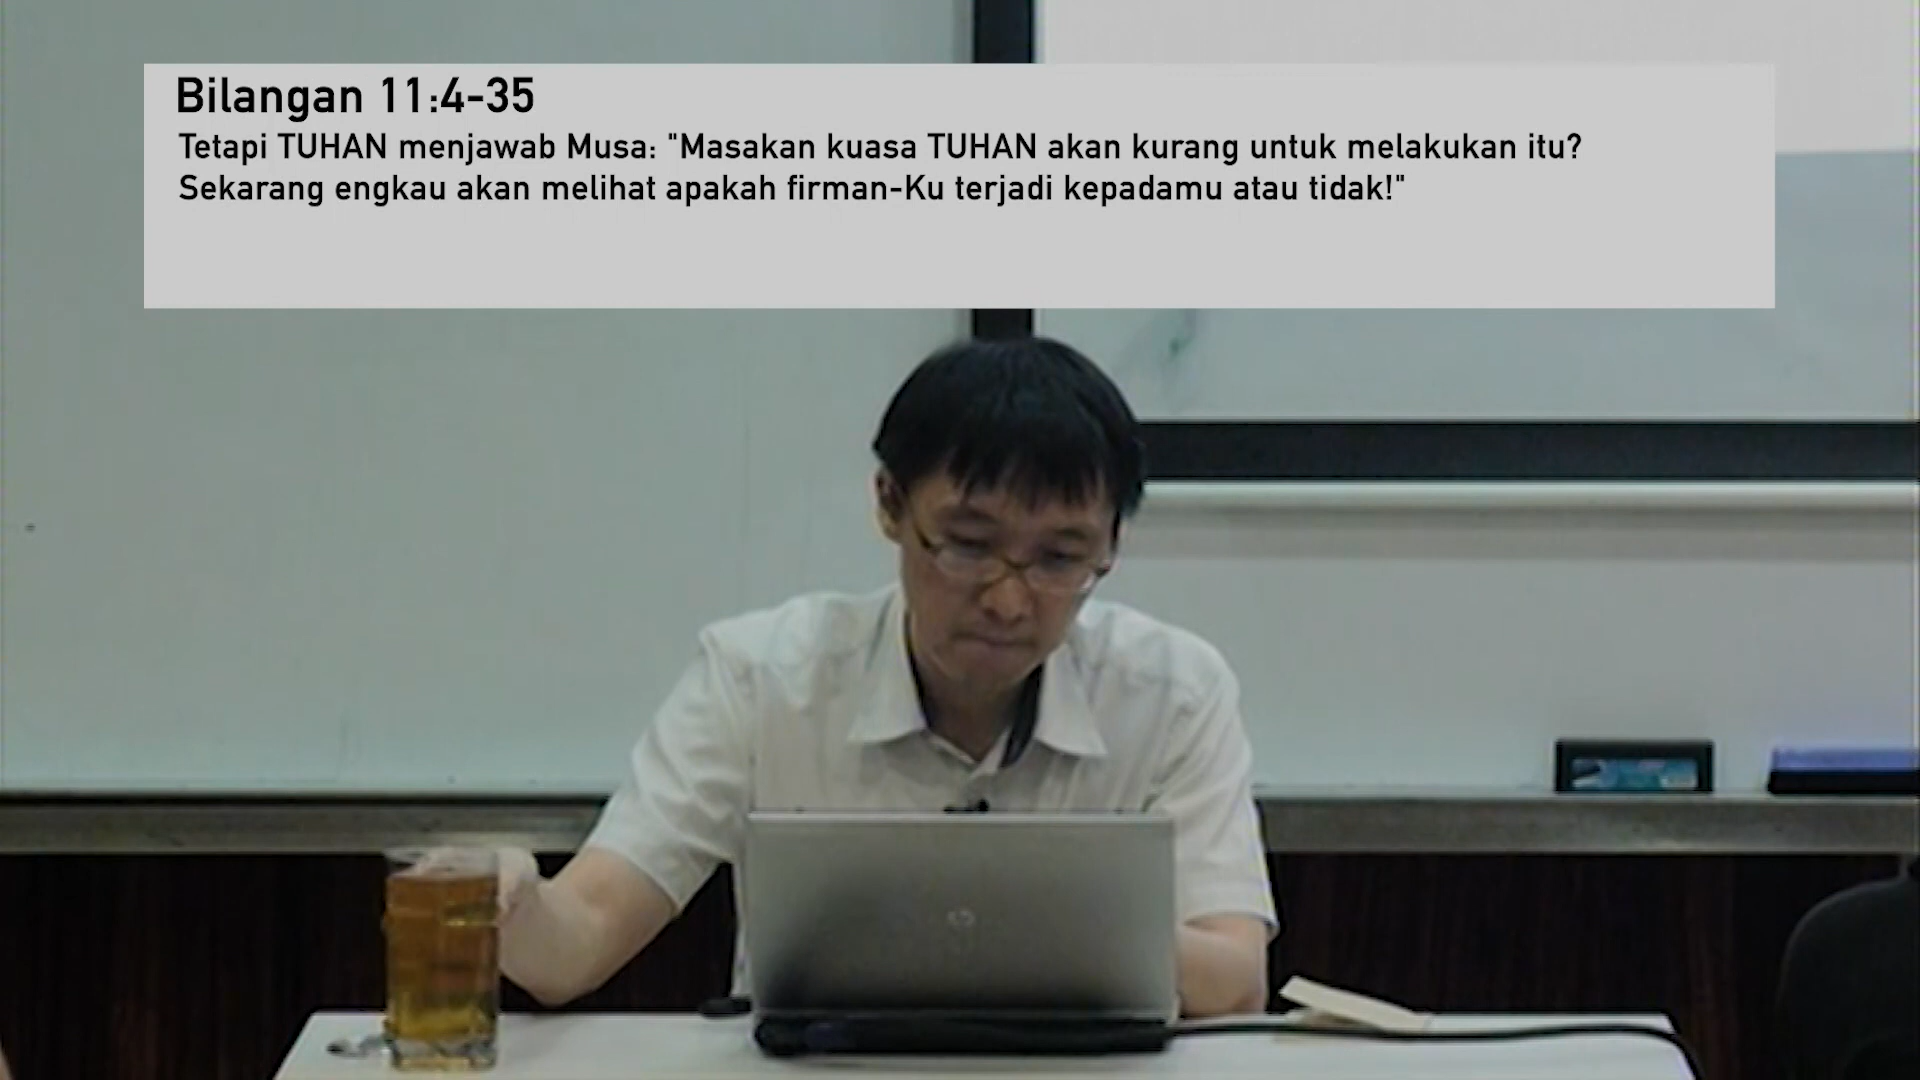 Bilangan 11:4-35
Tetapi TUHAN menjawab Musa: "Masakan kuasa TUHAN akan kurang untuk melakukan itu?
Sekarang engkau akan melihat apakah firman-Ku terjadi kepadamu atau tidak!"
hp